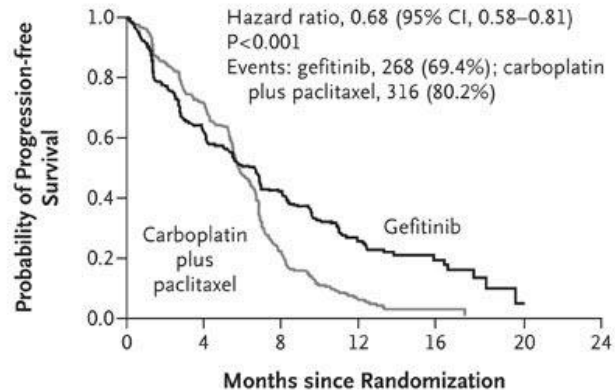 Hazard ratio, 0.68 (95% CI, 0.58–0.81)
P<0.001
Events: gefitinib, 268 (69.4%); carboplatin
plus paclitaxel, 316 (80.2%)
Probability of Progression-free
Survival
1.0
0.8
0.6
0.4
0.2
0.0
Gefitinib
Carboplatin
plus
paclitaxel
0 4 8 12 16 20 24
Months since Randomization